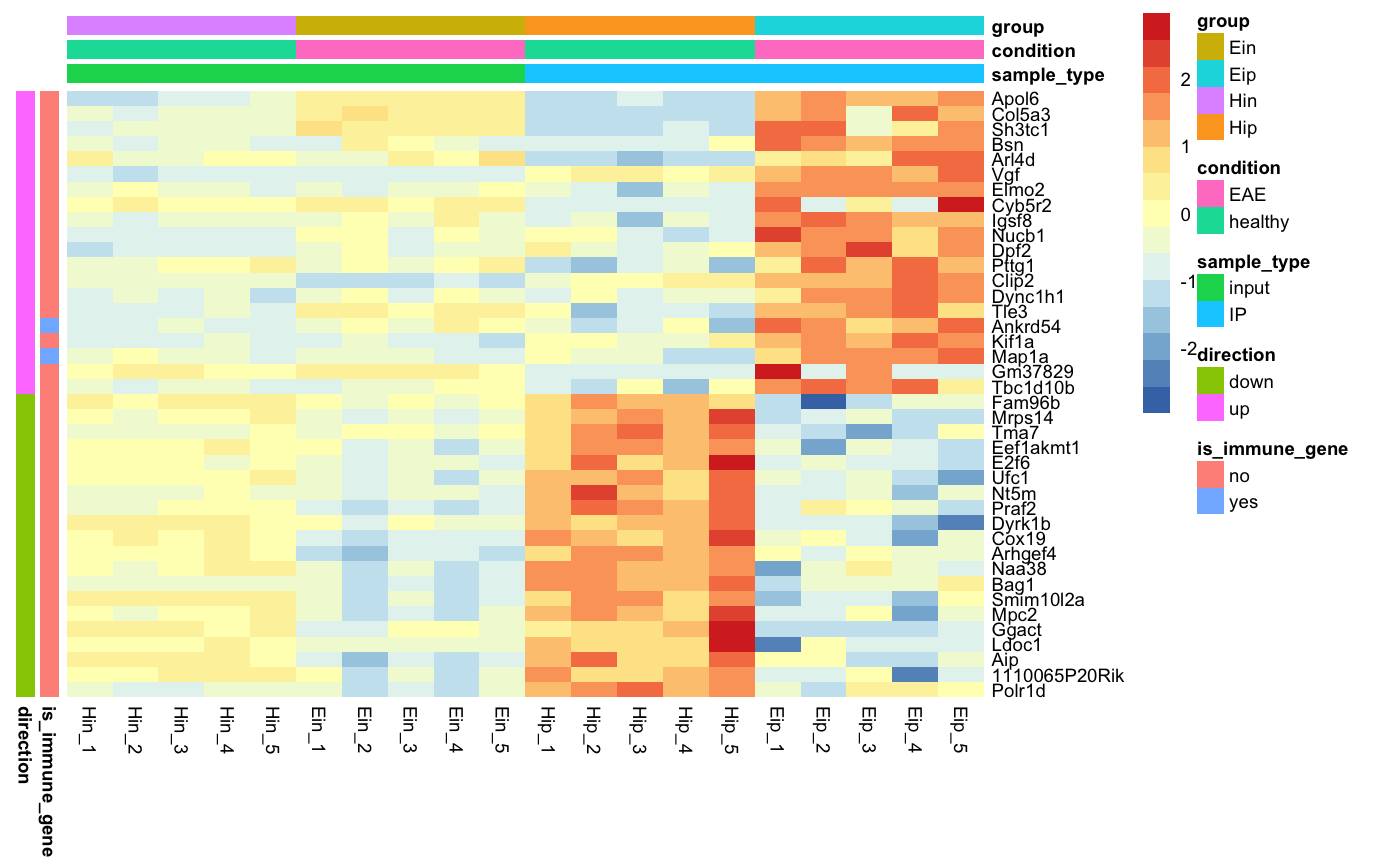 group
condition
sample_type
Apol6
Col5a3
Sh3tc1
Bsn
Arl4d
Vgf
Elmo2
Cyb5r2
Igsf8
Nucb1
Dpf2
Pttg1
Clip2
Dync1h1
Tle3
Ankrd54
Kif1a
Map1a
Gm37829
Tbc1d10b
Fam96b
Mrps14
Tma7
Eef1akmt1
E2f6
Ufc1
Nt5m
Praf2
Dyrk1b
Cox19
Arhgef4
Naa38
Bag1
Smim10l2a
Mpc2
Ggact
Ldoc1
Aip
1110065P20Rik
Polr1d
direction
is_immune_gene
Hin_1
Hin_2
Hin_3
Hin_4
Hin_5
Ein_1
Ein_2
Ein_3
Ein_4
Ein_5
Hip_1
Hip_2
Hip_3
Hip_4
Hip_5
Eip_1
Eip_2
Eip_3
Eip_4
Eip_5
2
1
0
-1
-2
group
Ein
Eip
Hin
Hip
condition
EAE
healthy
sample_type
input
IP
direction
down
up
is_immune_gene
no
yes